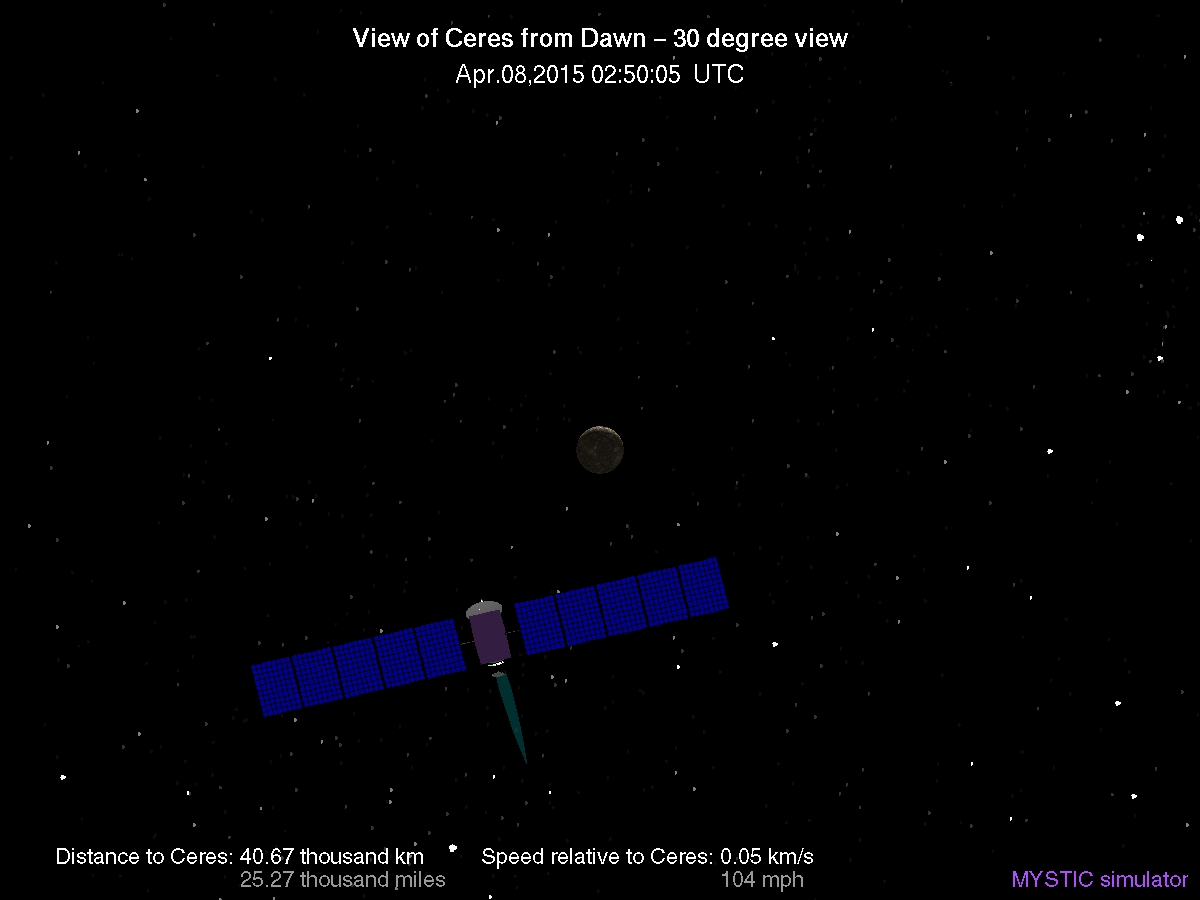 View of Ceres from Dawn – 30 degree view
Apr.08,2015 02:50:05 UTC
Distance to Ceres: 40.67 thousand km Speed relative to Ceres: 0.05 km/s
25.27 thousand miles 104 mph MYSTIC simulator